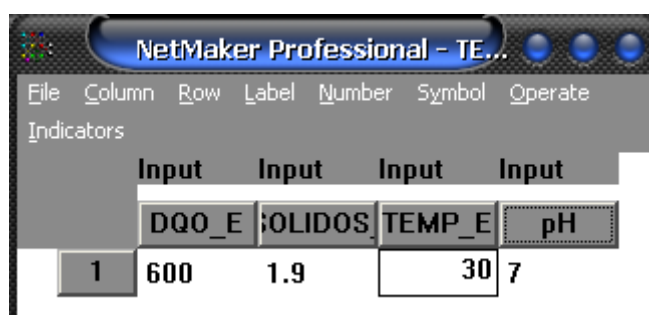 NetMaker Professional - TE...
File Column Row Label Number Symbol Operate
Indicators
Input Input Input Input
DQO_E SOLIDOS_ TEMP_E pH
1 600 1.9 30 7